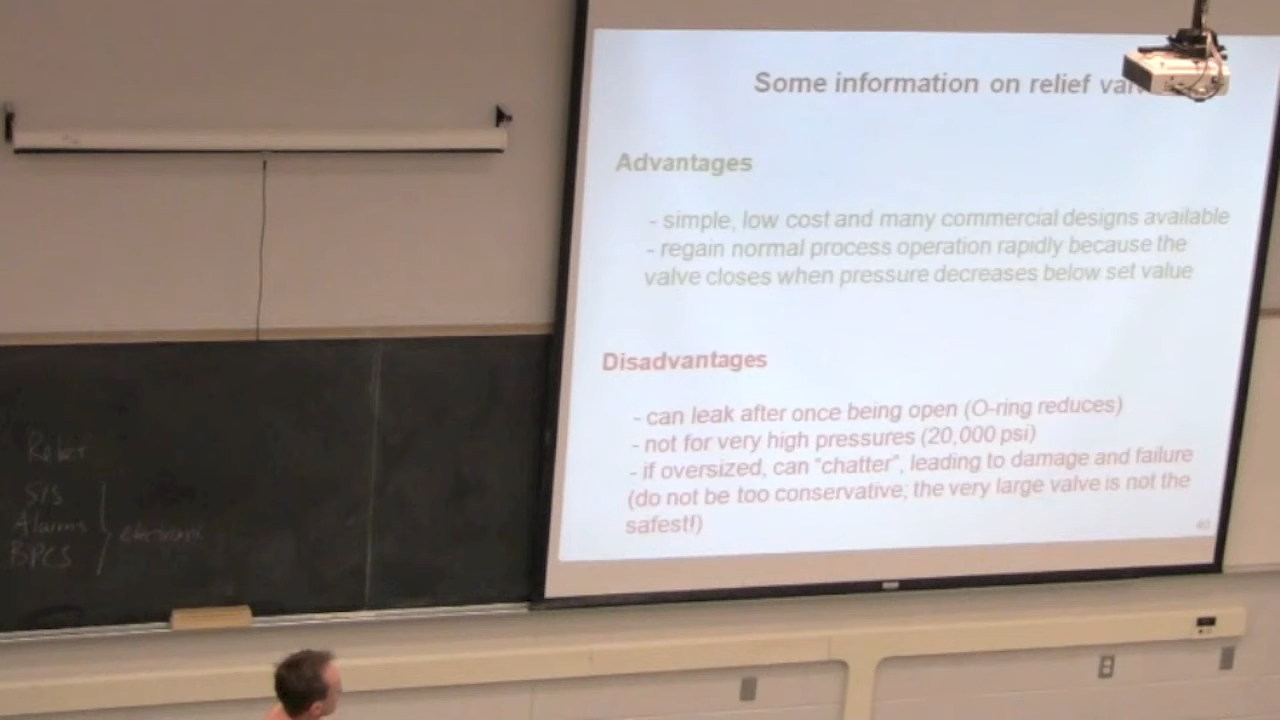 Some information on relief
Advantages
- simple, low cost and many commercial designs available
- regain normal process operation rapidly because the
valve closes when pressure decreases below set value
Disadvantages
- can leak after once being open (O-ring reduces)
- not for very high pressures (20,000 psi)
- if oversized, can "chatter", leading to damage and failure
(do not be too conservative; the very large valve is not the
safest!)
Relief
SIS
Alarms
BPCS
electronic